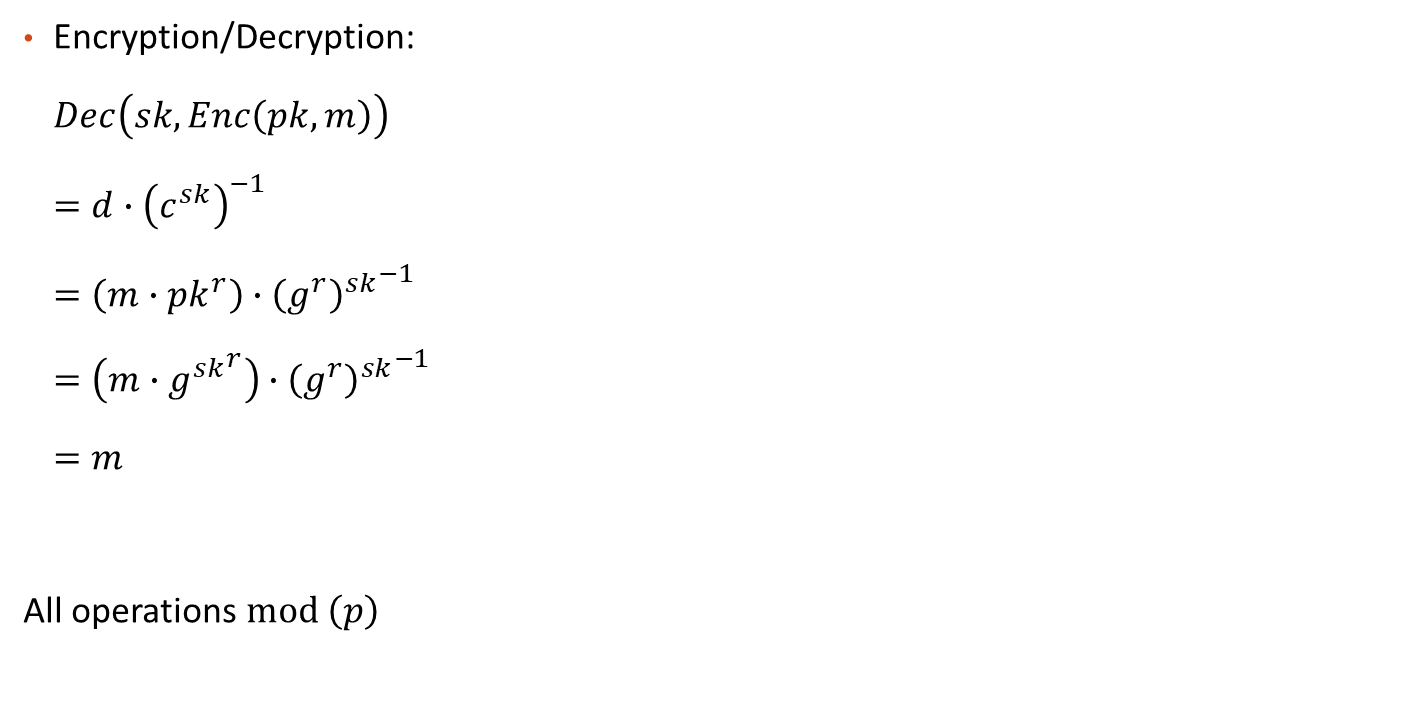 • Encryption/Decryption:
Dec(sk, Enc(pk, m))
= d · (c^{sk})^{−1}
= (m · pk^{r}) · (g^{r})^{sk^{−1}}
= (m · g^{sk^{r}}) · (g^{r})^{sk^{−1}}
= m
All operations mod (p)